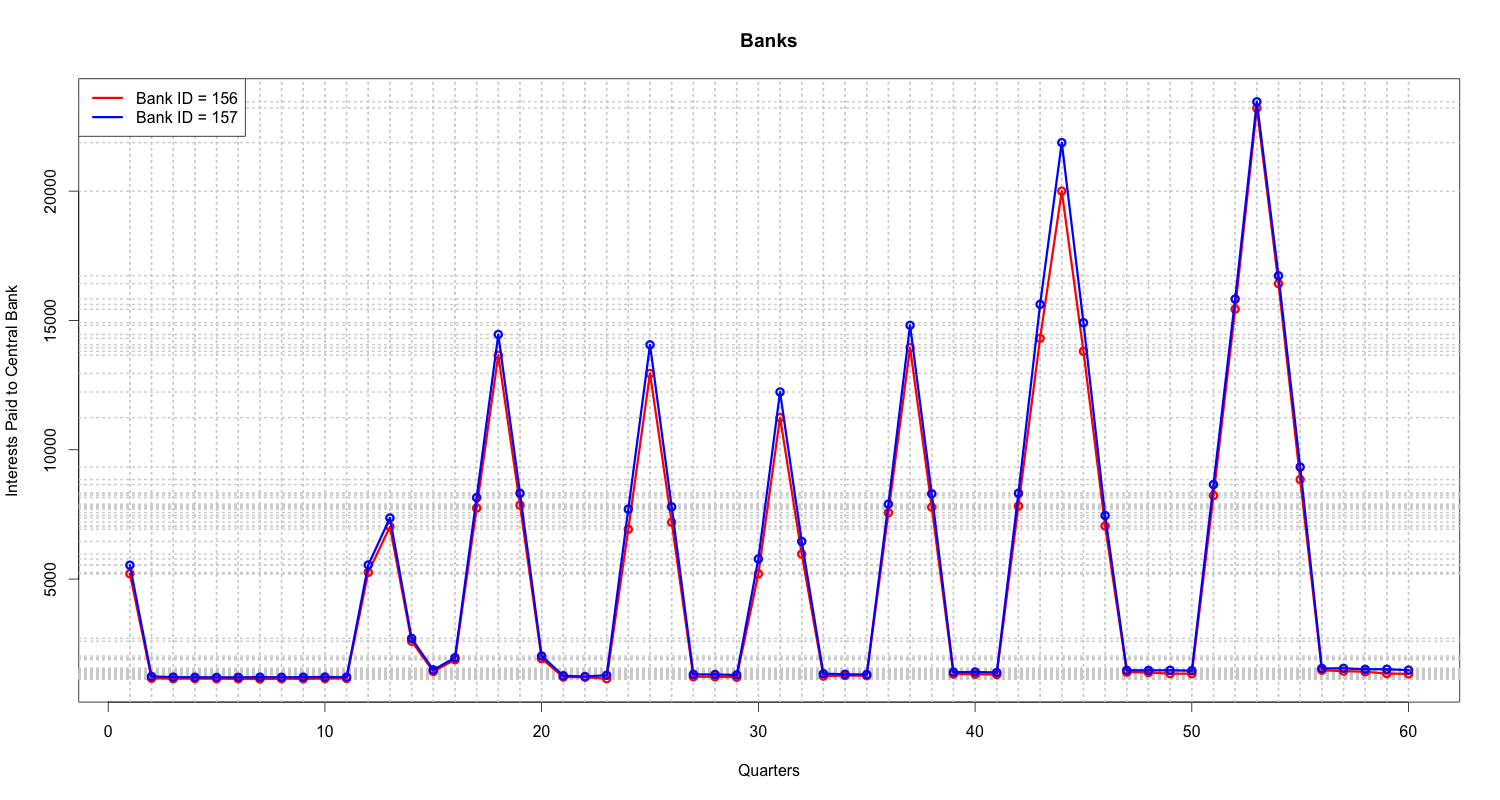 Banks
Bank ID = 156
Bank ID = 157
Interests Paid to Central Bank
20000
15000
10000
5000
0 10 20 30 40 50 60
Quarters